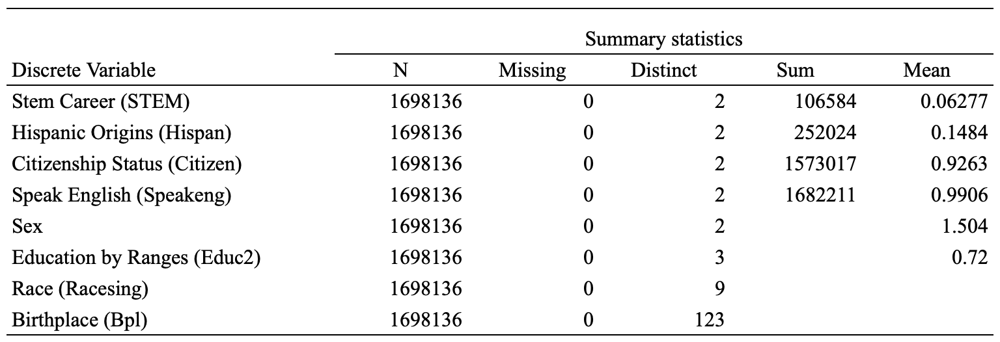 Summary statistics
Discrete Variable N Missing Distinct Sum Mean
Stem Career (STEM) 1698136 0 2 106584 0.06277
Hispanic Origins (Hispan) 1698136 0 2 252024 0.1484
Citizenship Status (Citizen) 1698136 0 2 1573017 0.9263
Speak English (Speakeng) 1698136 0 2 1682211 0.9906
Sex 1698136 0 2 1.504
Education by Ranges (Educ2) 1698136 0 3 0.72
Race (Racesing) 1698136 0 9
Birthplace (Bpl) 1698136 0 123